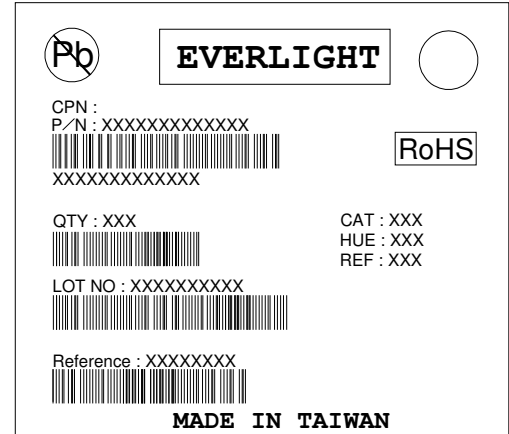 Pb
EVERLIGHT
CPN :
P/N : XXXXXXXXXXXXX
RoHS
XXXXXXXXXXXXX
QTY : XXX
CAT : XXX
HUE : XXX
REF : XXX
LOT NO : XXXXXXXXXX
Reference : XXXXXXXX
MADE IN TAIWAN